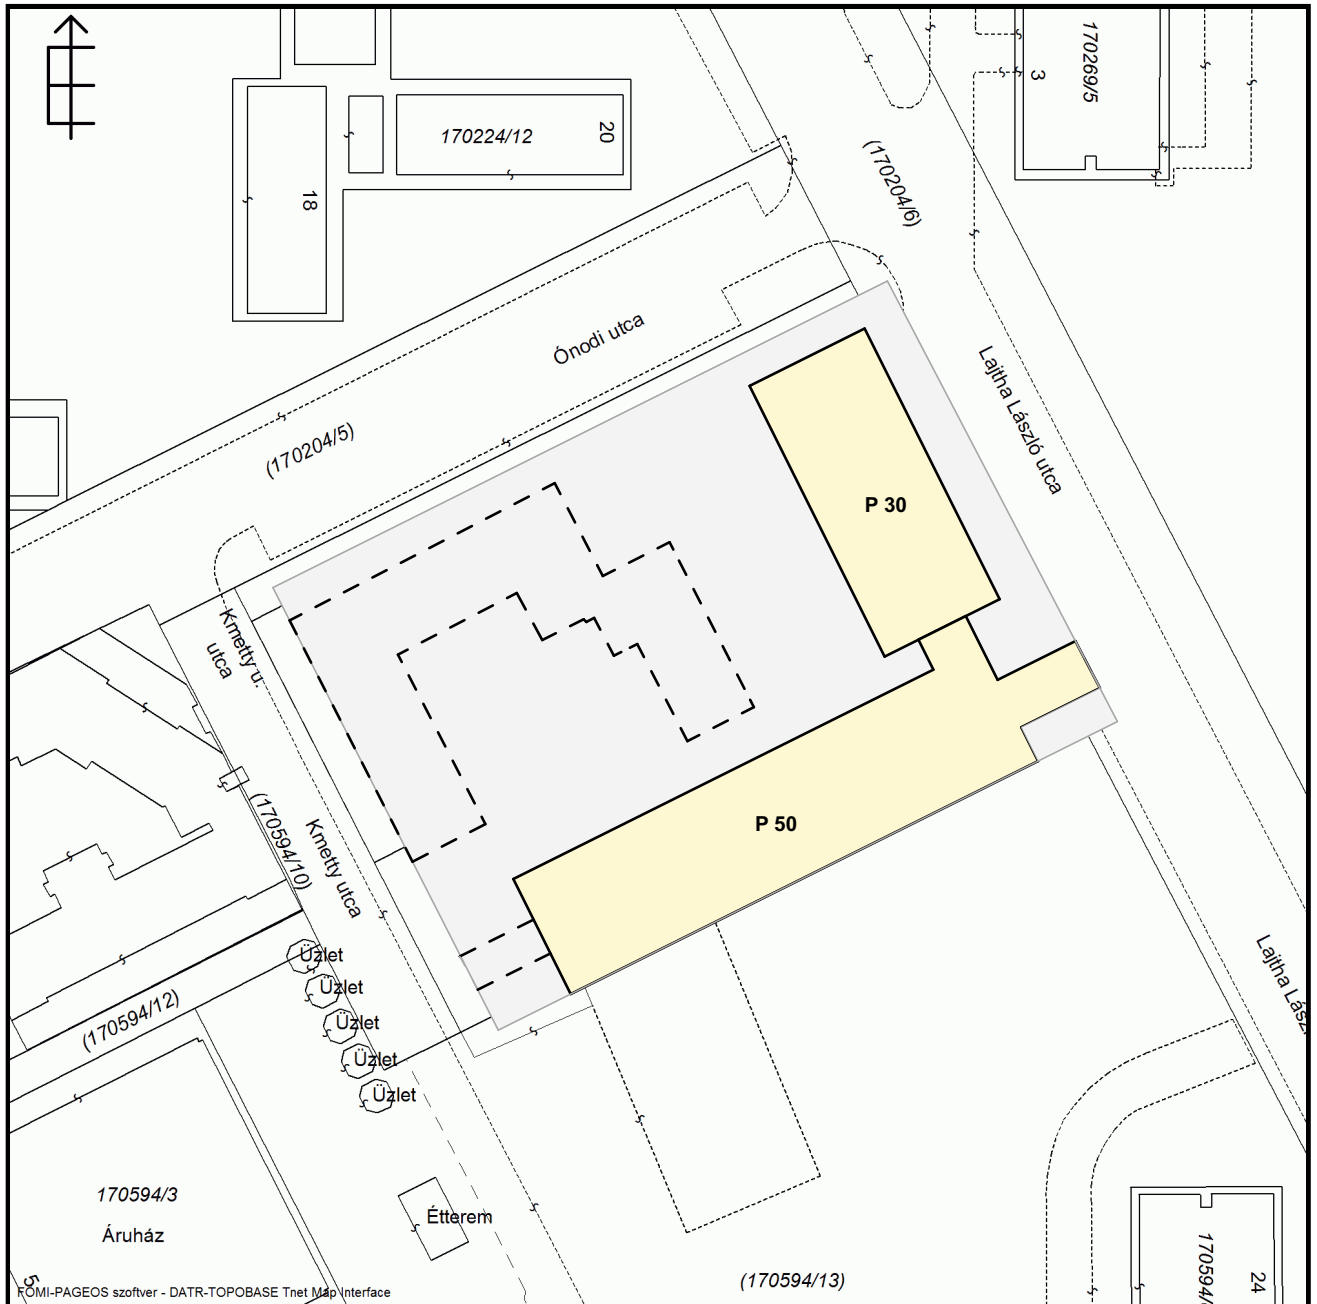 170269/5
3
170224/12
20
18
(170204/6)
Ónodi utca
Lajtha László utca
(170204/5)
P 30
Kmetty u.
utca
(170594/10)
Kmetty utca
P 50
Üzlet
Üzlet
Üzlet
Üzlet
Üzlet
(170594/12)
Lajtha Lász
170594/3
Áruház
Étterem
(170594/13)
170594/
24
5
FÖMI-PAGEOS szoftver - DATR-TOPOBASE Tnet Map Interface